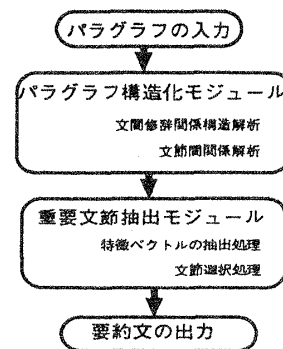 パラグラフの入力
パラグラフ構造化モジュール
文間修辞関係構造解析
文節間関係解析
重要文節抽出モジュール
特徴ベクトルの抽出処理
文節選択処理
要約文の出力